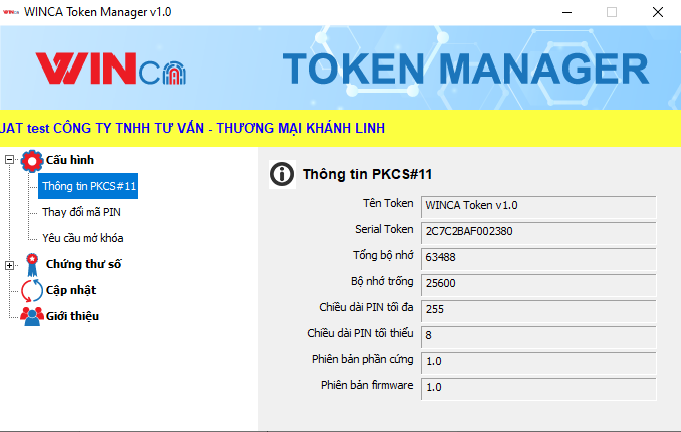 WINCA Token Manager v1.0
WINCA
TOKEN MANAGER
UAT test CÔNG TY TNHH TƯ VẤN - THƯƠNG MẠI KHÁNH LINH
Cấu hình
Thông tin PKCS#11
Thay đổi mã PIN
Yêu cầu mở khóa
Chứng thư số
Cập nhật
Giới thiệu
Thông tin PKCS#11
Tên Token WINCA Token v1.0
Serial Token 2C7C2BAF002380
Tổng bộ nhớ 63488
Bộ nhớ trống 25600
Chiều dài PIN tối đa 255
Chiều dài PIN tối thiểu 8
Phiên bản phần cứng 1.0
Phiên bản firmware 1.0